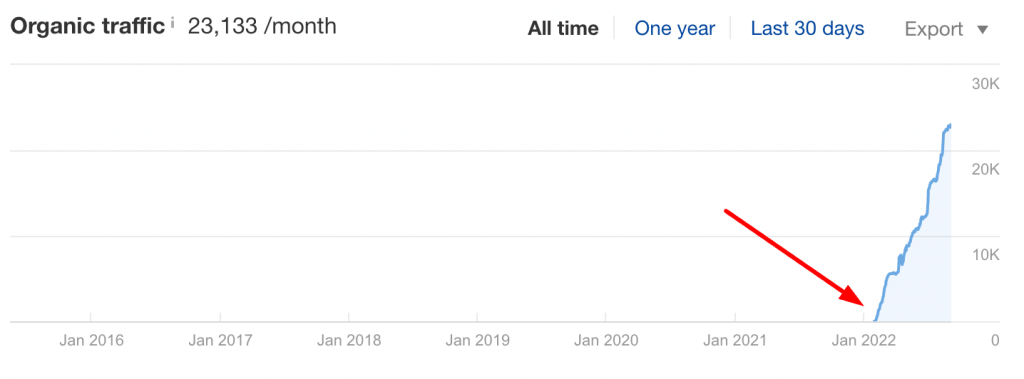 Organic traffic i 23,133 /month All time One year Last 30 days Export
30K
20K
10K
Jan 2016 Jan 2017 Jan 2018 Jan 2019 Jan 2020 Jan 2021 Jan 2022 0